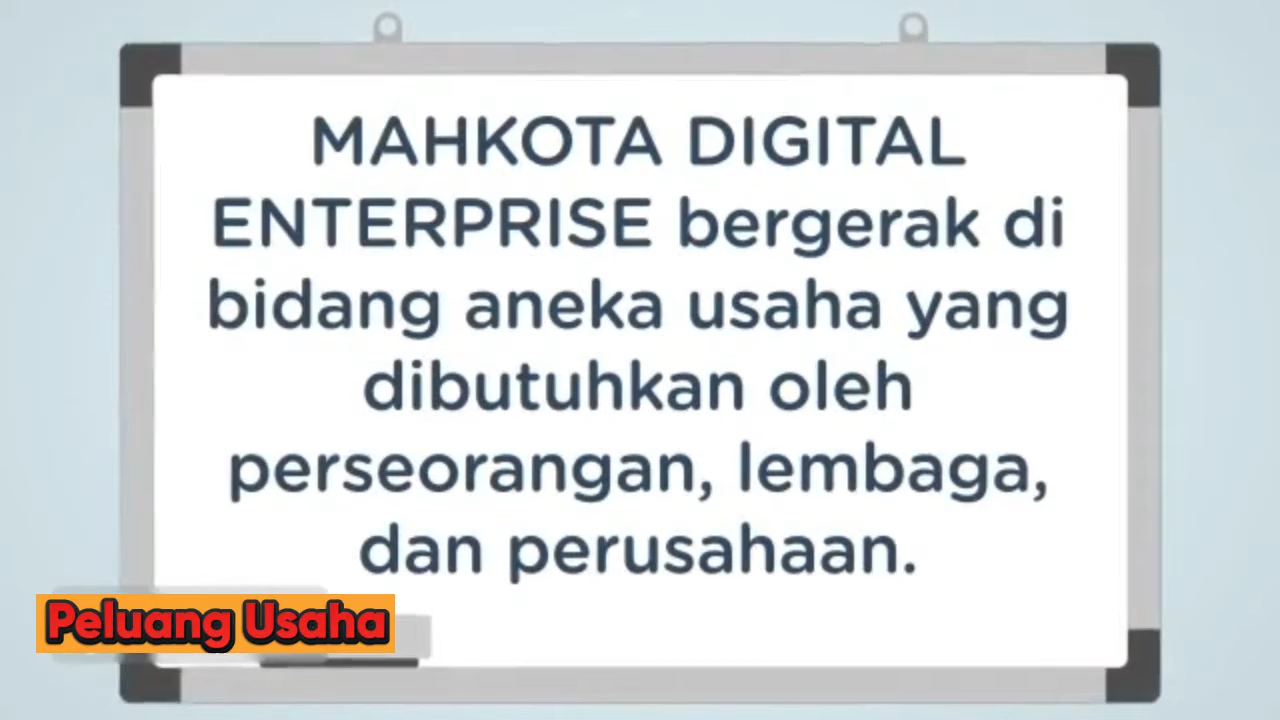 MAHKOTA DIGITAL
ENTERPRISE bergerak di
bidang aneka usaha yang
dibutuhkan oleh
perseorangan, lembaga,
dan perusahaan.
Peluang Usaha